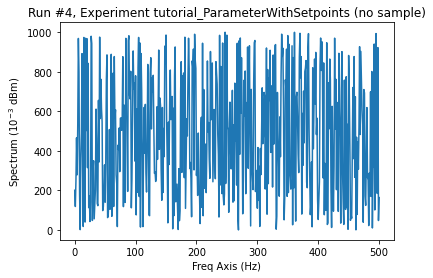 Run #4, Experiment tutorial_ParameterWithSetpoints (no sample)
1000
800
600
400
200
0
Spectrum (10⁻³ dBm)
0 100 200 300 400 500
Freq Axis (Hz)